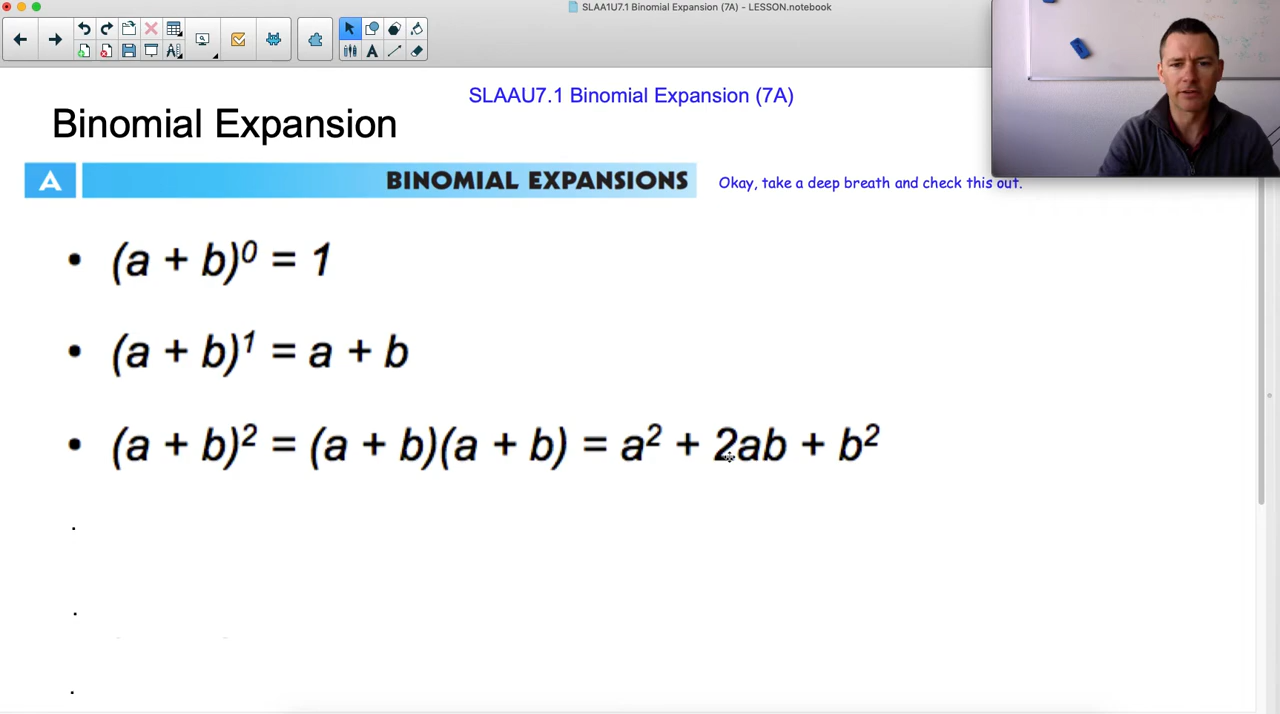 SLAA1U7.1 Binomial Expansion (7A) - LESSON.notebook
SLAAU7.1 Binomial Expansion (7A)
Binomial Expansion
A BINOMIAL EXPANSIONS
Okay, take a deep breath and check this out.
• (a + b)⁰ = 1
• (a + b)¹ = a + b
• (a + b)² = (a + b)(a + b) = a² + 2ab + b²